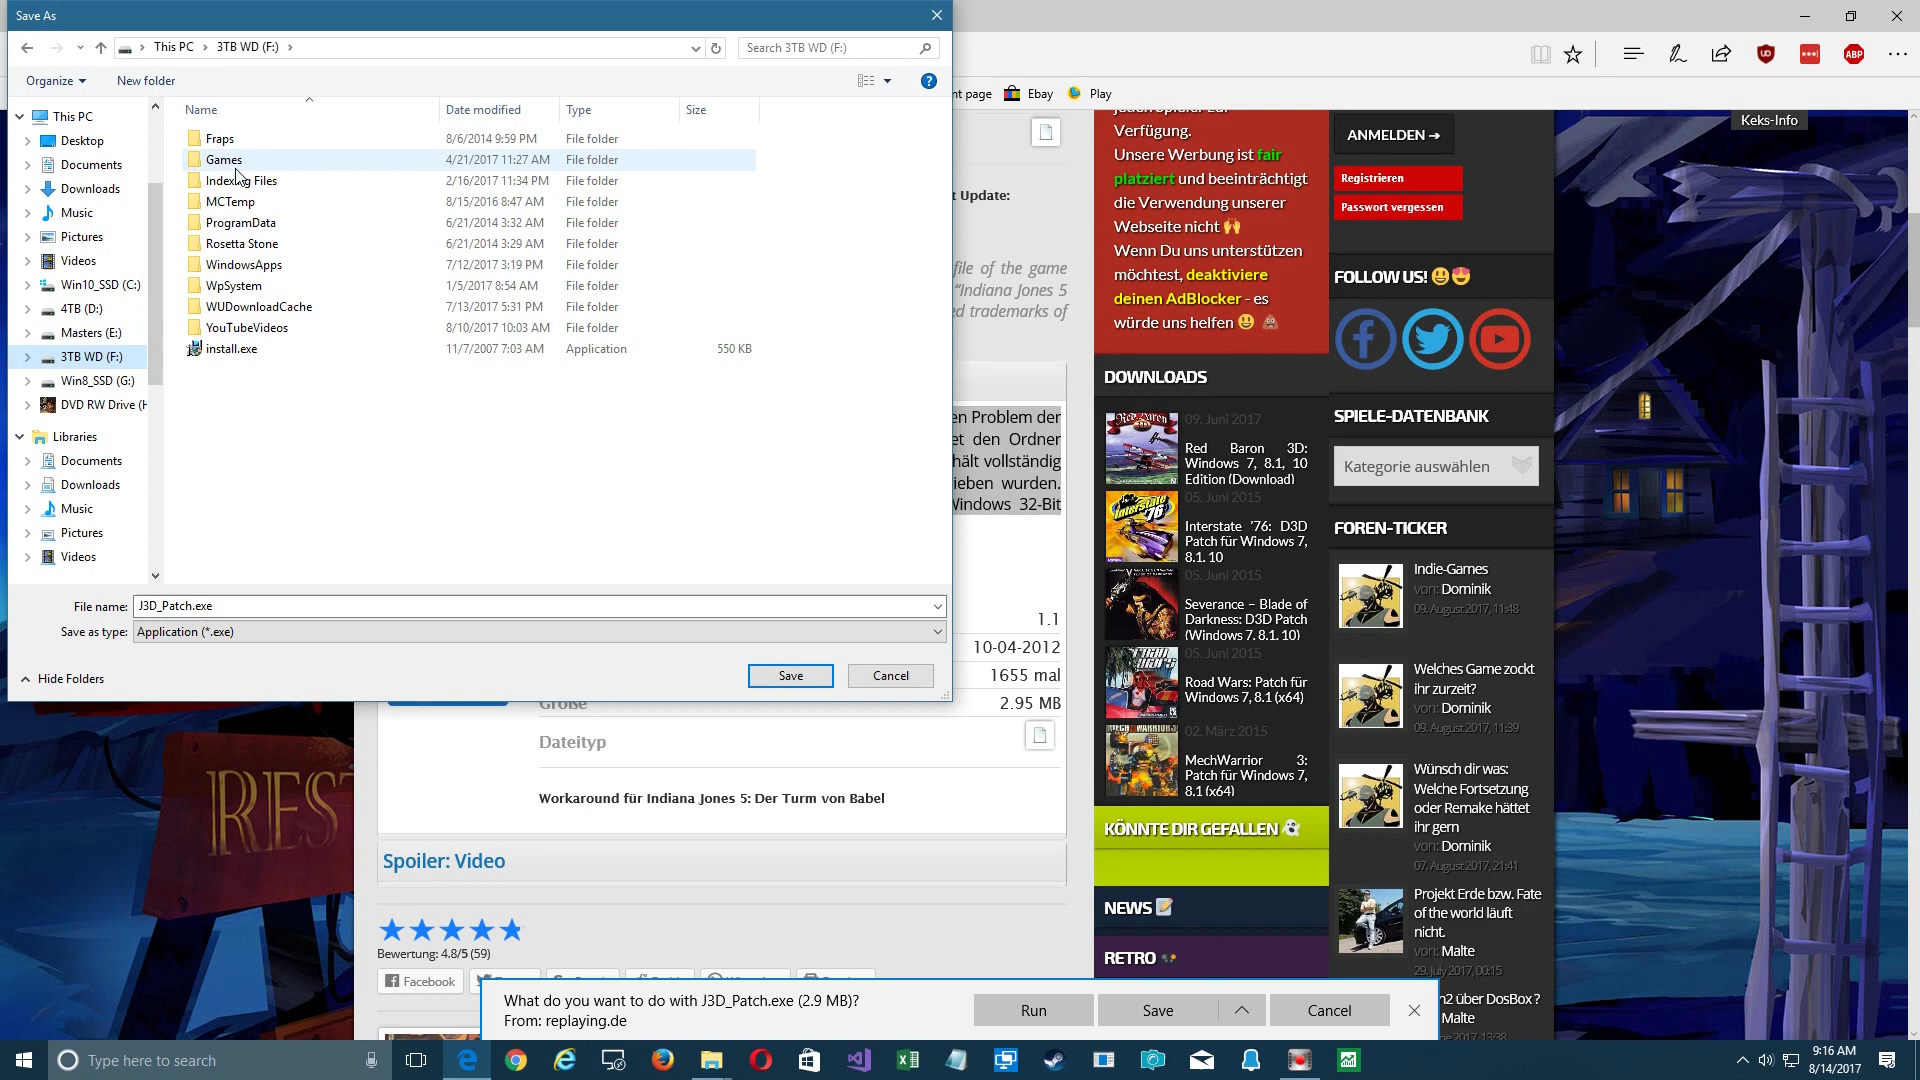 Save As
This PC
3TB WD (F:)
Search 3TB WD (F:)
Organize
New folder
Name
Date modified
Type
Size
This PC
Desktop
Documents
Downloads
Music
Pictures
Videos
Win10_SSD (C:)
4TB (D:)
Masters (E:)
3TB WD (F:)
Win8_SSD (G:)
DVD RW Drive (H
Libraries
Documents
Downloads
Music
Pictures
Videos
Fraps 8/6/2014 9:59 PM File folder
Games 4/21/2017 11:27 AM File folder
Indexing Files 2/16/2017 11:34 PM File folder
MCTemp 8/15/2016 8:47 AM File folder
ProgramData 6/21/2014 3:32 AM File folder
Rosetta Stone 6/21/2014 3:29 AM File folder
WindowsApps 7/12/2017 3:19 PM File folder
WpSystem 1/5/2017 8:54 AM File folder
WUDownloadCache 7/13/2017 5:31 PM File folder
YouTubeVideos 8/10/2017 10:03 AM File folder
install.exe 11/7/2007 7:03 AM Application 550 KB
File name: J3D_Patch.exe
Save as type: Application (*.exe)
Hide Folders
Save
Cancel
ABP
nt page
Ebay
Play
t Update:
file of the game
"Indiana Jones 5
ed trademarks of
en Problem der
et den Ordner
hält vollständig
ieben wurden.
Windows 32-Bit
1.1
10-04-2012
1655 mal
Größe 2.95 MB
Dateityp
Workaround für Indiana Jones 5: Der Turm von Babel
Spoiler: Video
Bewertung: 4.8/5 (59)
Facebook
Verfügung.
Unsere Werbung ist fair
platziert und beeinträchtigt
die Verwendung unserer
Webseite nicht
Wenn Du uns unterstützen
möchtest, deaktiviere
deinen AdBlocker - es
würde uns helfen
DOWNLOADS
09. Juni 2017
Red Baron 3D:
Windows 7, 8.1, 10
Edition (Download)
05. Juni 2015
Interstate '76: D3D
Patch für Windows 7,
8.1, 10
05. Juni 2015
Severance – Blade of
Darkness: D3D Patch
(Windows 7, 8.1, 10)
05. Juni 2015
Road Wars: Patch für
Windows 7, 8.1 (x64)
02. März 2015
MechWarrior 3:
Patch für Windows 7,
8.1 (x64)
KÖNNTE DIR GEFALLEN
NEWS
RETRO
Keks-Info
ANMELDEN ➔
Registrieren
Passwort vergessen
FOLLOW US!
SPIELE-DATENBANK
Kategorie auswählen
FOREN-TICKER
Indie-Games
von: Dominik
09. August 2017, 11:48
Welches Game zockt
ihr zurzeit?
von: Dominik
09. August 2017, 11:39
Wünsch dir was:
Welche Fortsetzung
oder Remake hättet
ihr gern
von: Dominik
07. August 2017, 21:41
Projekt Erde bzw. Fate
of the world läuft
nicht.
von: Malte
29. July 2017, 00:15
n2 über DosBox ?
Malte
RES
What do you want to do with J3D_Patch.exe (2.9 MB)?
From: replaying.de
Run
Save
Cancel
Type here to search
9:16 AM
8/14/2017